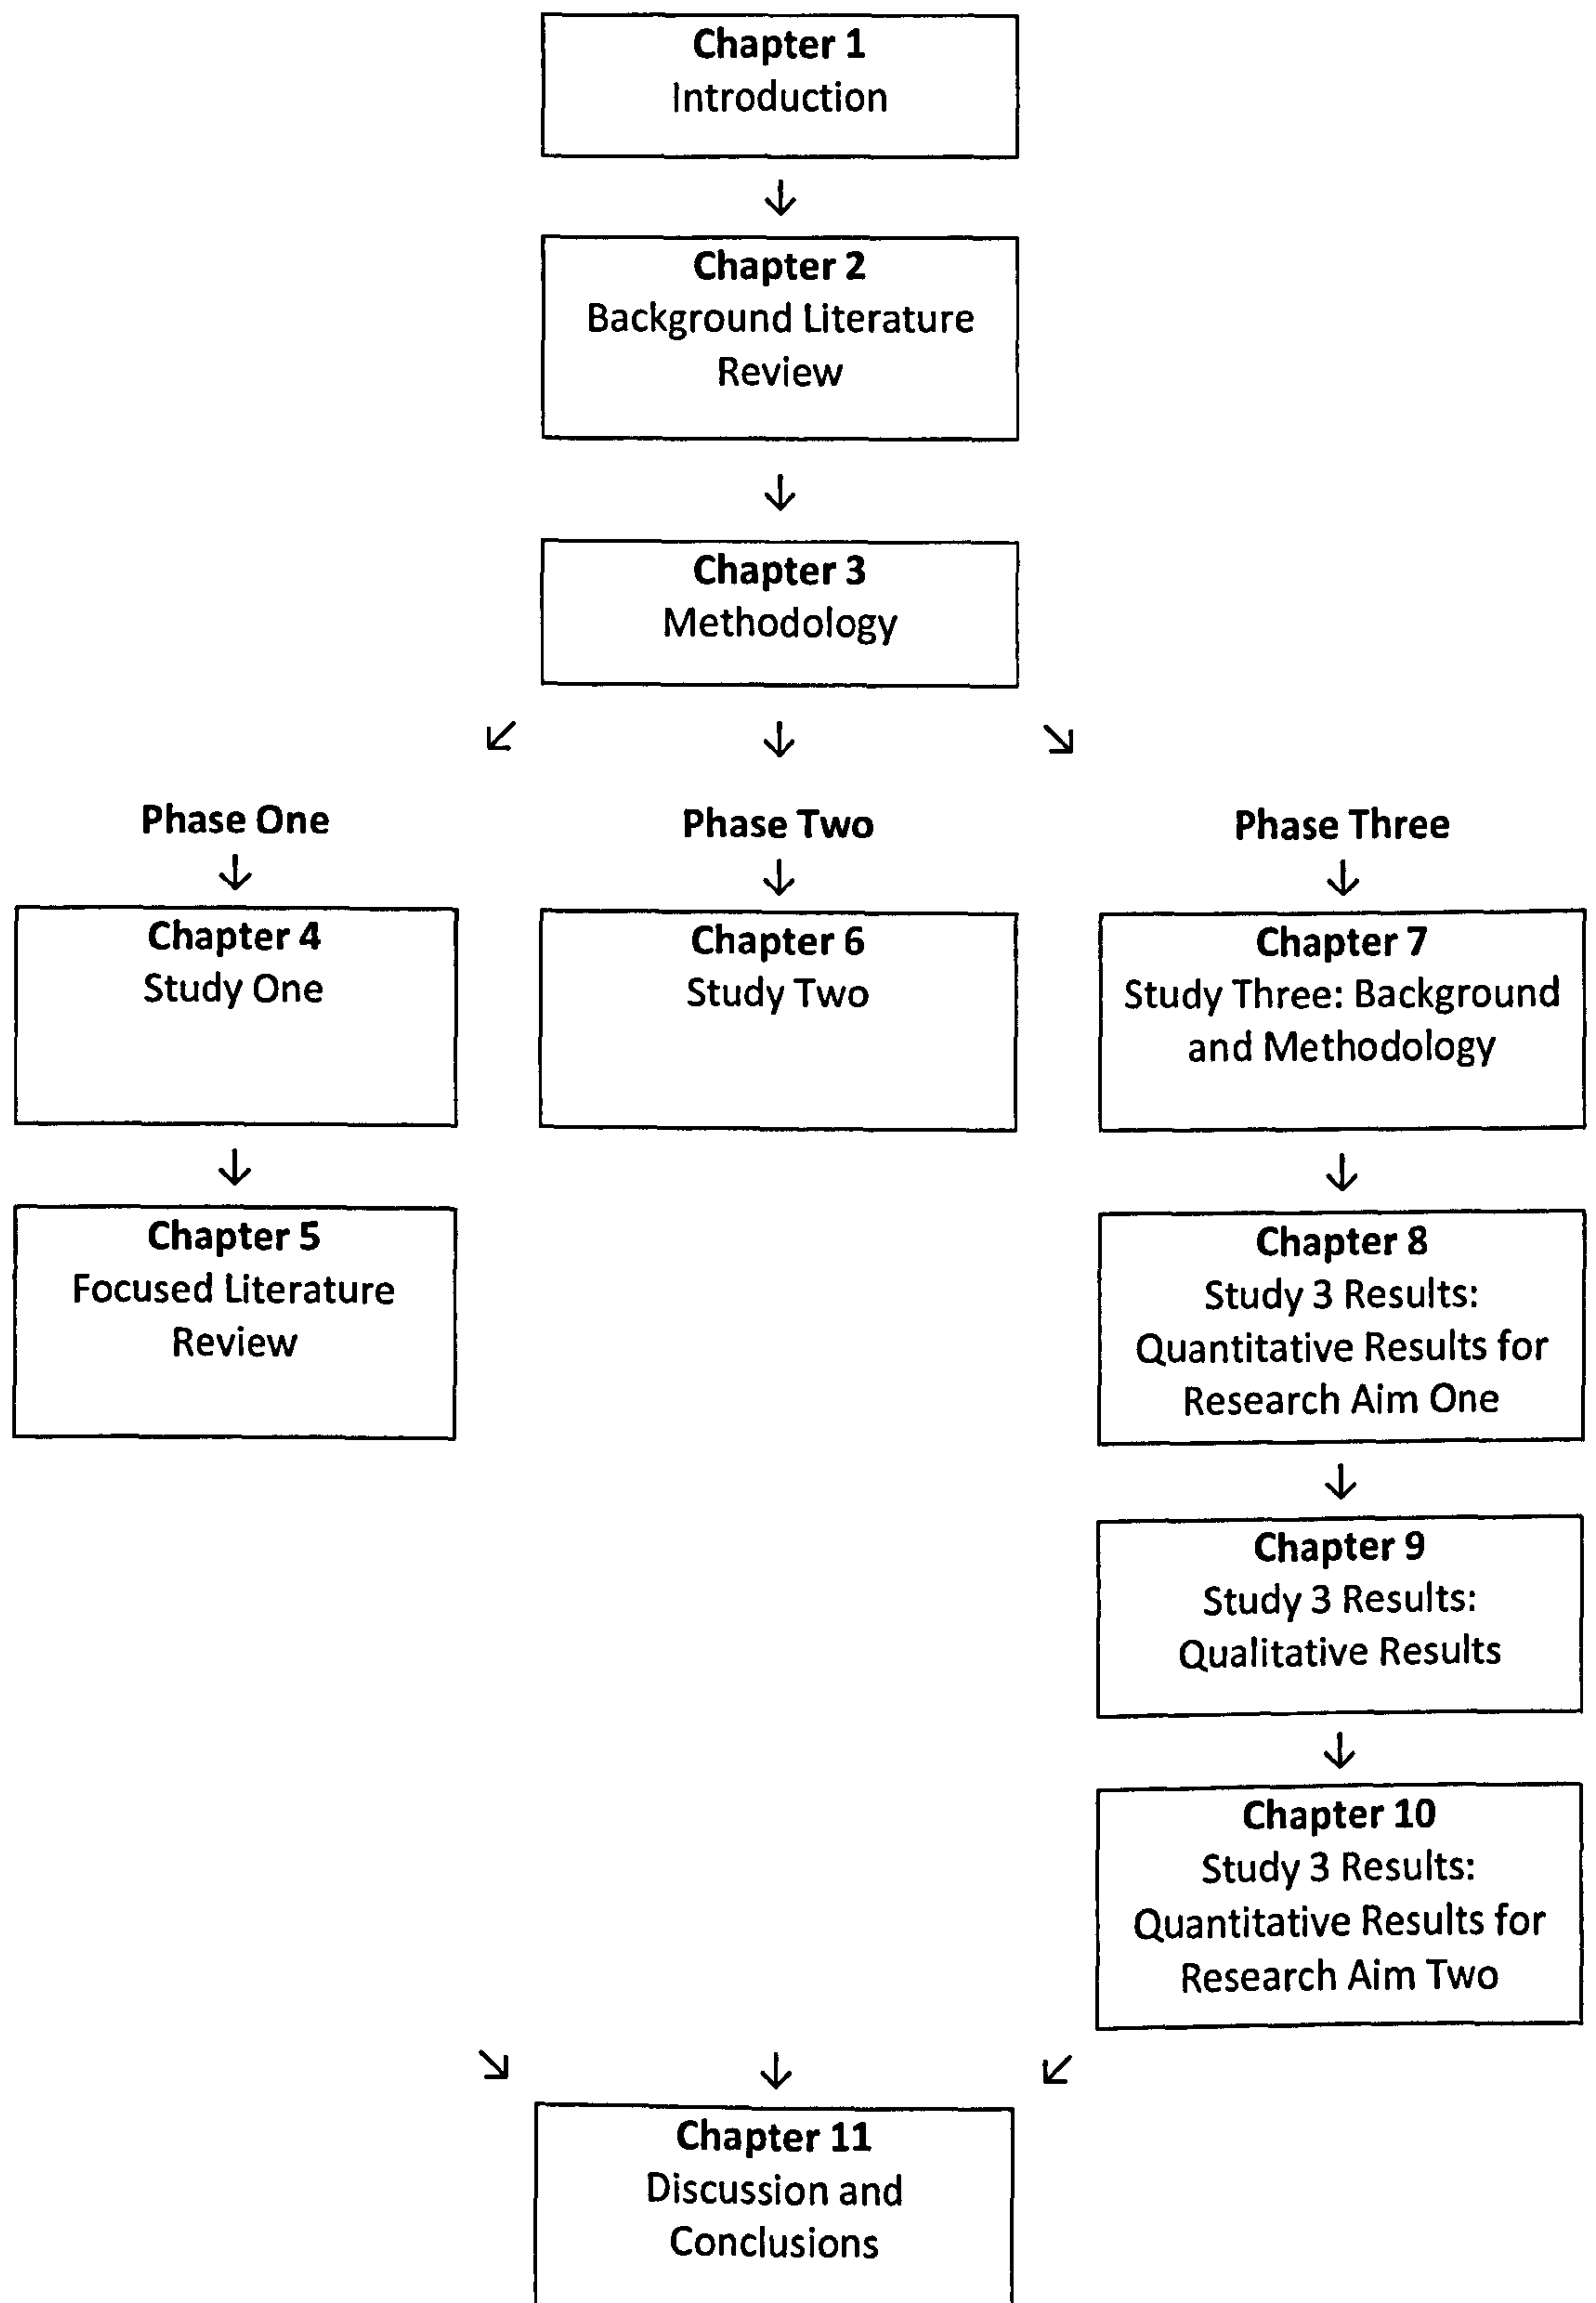 Chapter 1
Introduction
Chapter 2
Background Literature
Review
Chapter 3
Methodology
Phase One
Phase Two
Phase Three
Chapter 4
Study One
Chapter 6
Study Two
Chapter 7
Study Three: Background
and Methodology
Chapter 5
Focused Literature
Review
Chapter 8
Study 3 Results:
Quantitative Results for
Research Aim One
Chapter 9
Study 3 Results:
Qualitative Results
Chapter 10
Study 3 Results:
Quantitative Results for
Research Aim Two
Chapter 11
Discussion and
Conclusions